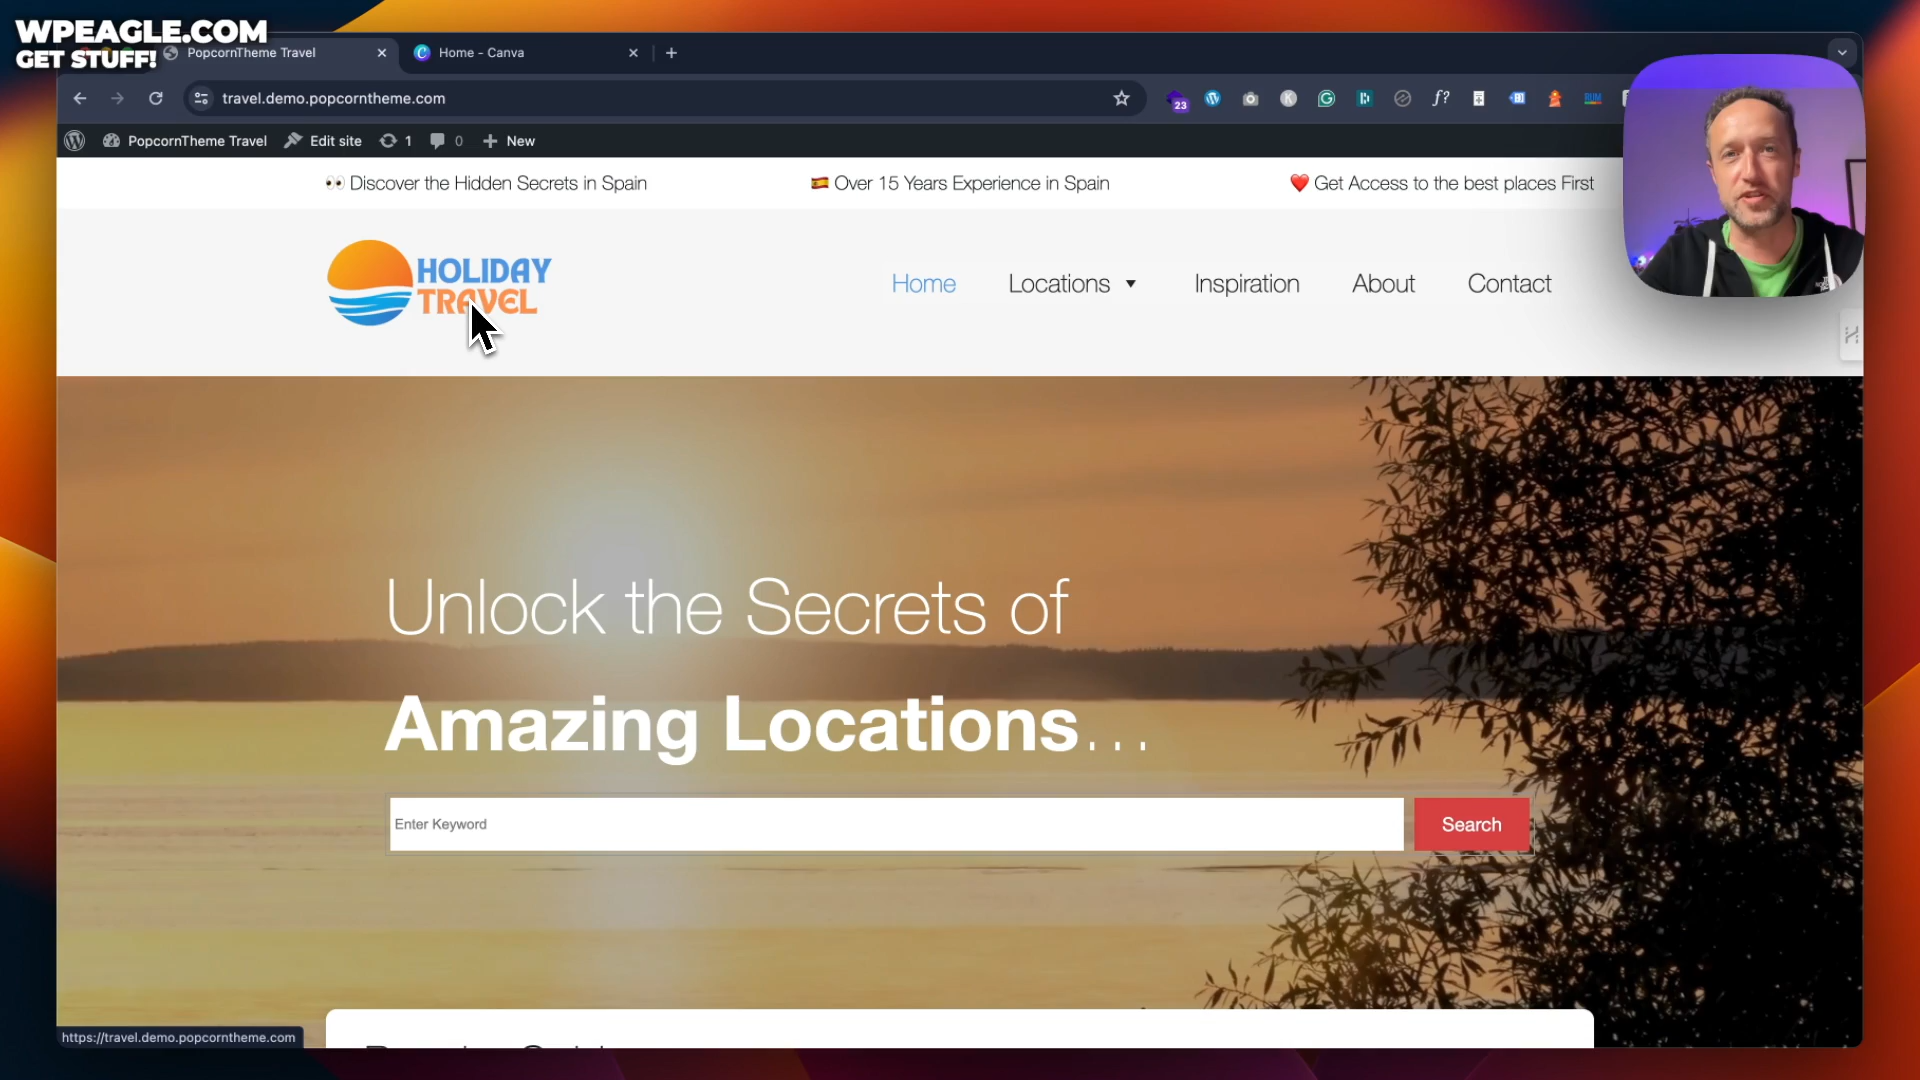 WPEAGLE.COM
GET STUFF!
PopcornTheme Travel
Home - Canva
travel.demo.popcorntheme.com
23
f?
PopcornTheme Travel
Edit site
1
0
New
👀 Discover the Hidden Secrets in Spain
🇪🇸 Over 15 Years Experience in Spain
❤️ Get Access to the best places First
HOLIDAY
TRAVEL
Home
Locations
Inspiration
About
Contact
Unlock the Secrets of
Amazing Locations...
Enter Keyword
Search
https://travel.demo.popcorntheme.com